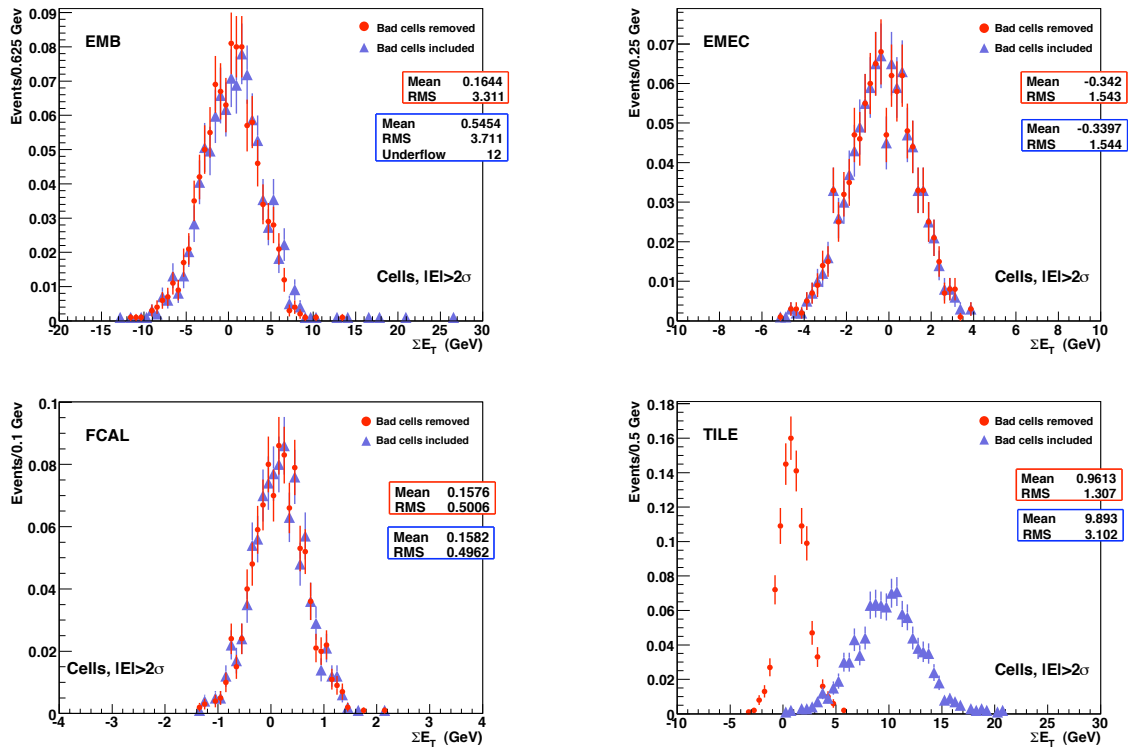 EMB
Bad cells removed
Bad cells included
Mean 0.1644
RMS 3.311
Mean 0.5454
RMS 3.711
Underflow 12
Cells, |E|>2σ
Events/0.625 GeV
0 0.01 0.02 0.03 0.04 0.05 0.06 0.07 0.08 0.09
-20 -15 -10 -5 0 5 10 15 20 25 30
ΣE_T (GeV)
EMEC
Bad cells removed
Bad cells included
Mean -0.342
RMS 1.543
Mean -0.3397
RMS 1.544
Cells, |E|>2σ
Events/0.25 GeV
0 0.01 0.02 0.03 0.04 0.05 0.06 0.07
-10 -8 -6 -4 -2 0 2 4 6 8 10
ΣE_T (GeV)
FCAL
Bad cells removed
Bad cells included
Mean 0.1576
RMS 0.5006
Mean 0.1582
RMS 0.4962
Cells, |E|>2σ
Events/0.1 Gev
0 0.02 0.04 0.06 0.08 0.1
-4 -3 -2 -1 0 1 2 3 4
ΣE_T (GeV)
TILE
Bad cells removed
Bad cells included
Mean 0.9613
RMS 1.307
Mean 9.893
RMS 3.102
Cells, |E|>2σ
Events/0.5 GeV
0 0.02 0.04 0.06 0.08 0.1 0.12 0.14 0.16 0.18
-10 -5 0 5 10 15 20 25 30
ΣE_T (GeV)